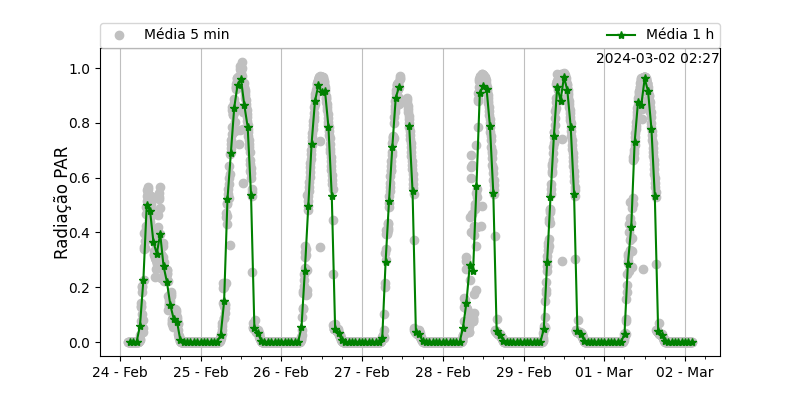 Média 5 min
Média 1 h
2024-03-02 02:27
Radiação PAR
1.0
0.8
0.6
0.4
0.2
0.0
24 - Feb
25 - Feb
26 - Feb
27 - Feb
28 - Feb
29 - Feb
01 - Mar
02 - Mar